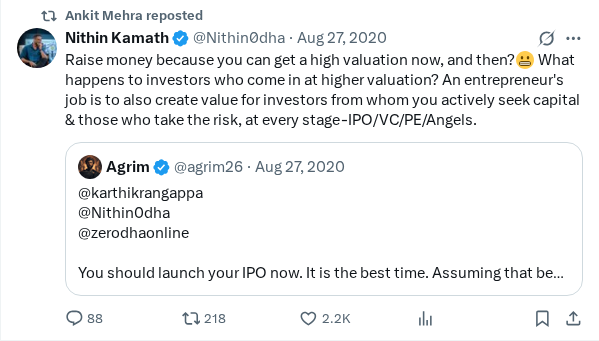 Ankit Mehra reposted
Nithin Kamath @Nithin0dha · Aug 27, 2020
Raise money because you can get a high valuation now, and then?😬 What
happens to investors who come in at higher valuation? An entrepreneur's
job is to also create value for investors from whom you actively seek capital
& those who take the risk, at every stage-IPO/VC/PE/Angels.
Agrim @agrim26 · Aug 27, 2020
@karthikrangappa
@Nithin0dha
@zerodhaonline
You should launch your IPO now. It is the best time. Assuming that be...
88 218 2.2K